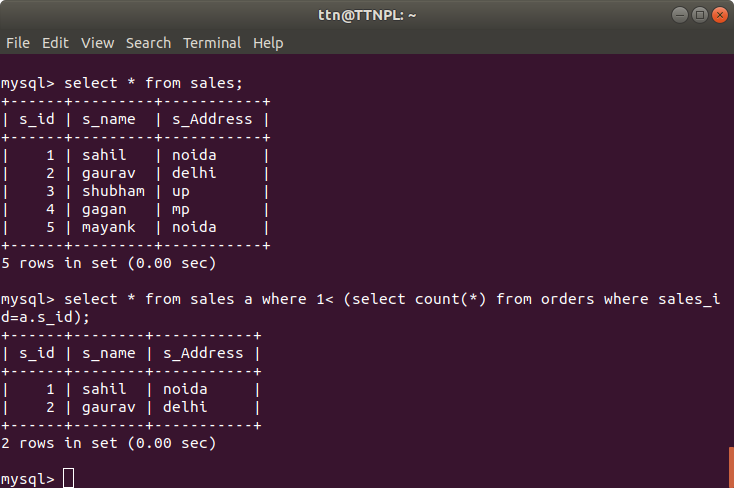 ttn@TTNPL: ~
File Edit View Search Terminal Help
mysql> select * from sales;
+------+---------+-----------+
| s_id | s_name  | s_Address |
+------+---------+-----------+
|    1 | sahil   | noida     |
|    2 | gaurav  | delhi     |
|    3 | shubham | up        |
|    4 | gagan   | mp        |
|    5 | mayank  | noida     |
+------+---------+-----------+
5 rows in set (0.00 sec)
mysql> select * from sales a where 1< (select count(*) from orders where sales_i
d=a.s_id);
+------+--------+-----------+
| s_id | s_name | s_Address |
+------+--------+-----------+
|    1 | sahil  | noida     |
|    2 | gaurav | delhi     |
+------+--------+-----------+
2 rows in set (0.00 sec)
mysql>